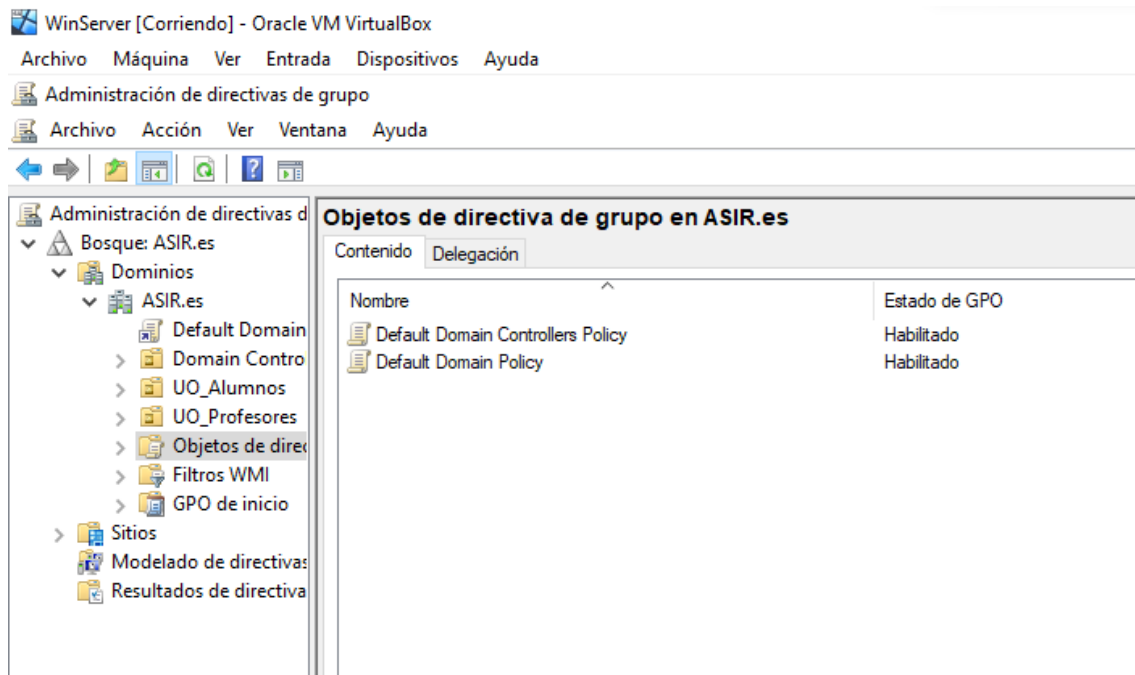 WinServer [Corriendo] - Oracle VM VirtualBox
Archivo Máquina Ver Entrada Dispositivos Ayuda
Administración de directivas de grupo
Archivo Acción Ver Ventana Ayuda
Administración de directivas d
Bosque: ASIR.es
Dominios
ASIR.es
Default Domain
Domain Contro
UO_Alumnos
UO_Profesores
Objetos de direc
Filtros WMI
GPO de inicio
Sitios
Modelado de directivas
Resultados de directiva
Objetos de directiva de grupo en ASIR.es
Contenido Delegación
Nombre Estado de GPO
Default Domain Controllers Policy Habilitado
Default Domain Policy Habilitado